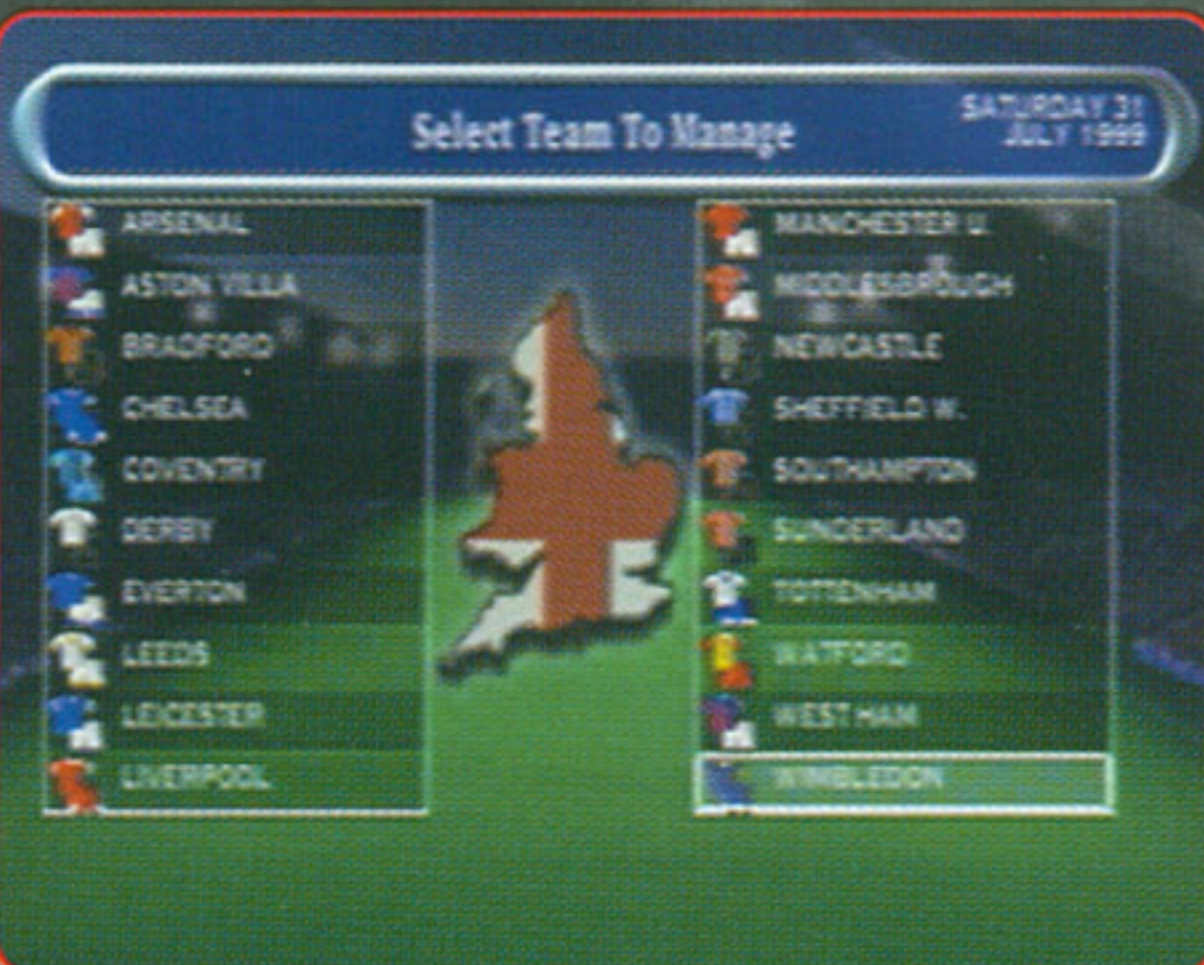 Select Team To Manage
SATURDAY 31
JULY 1999
ARSENAL
ASTON VILLA
BRADFORD
CHELSEA
COVENTRY
DERBY
EVERTON
LEEDS
LEICESTER
LIVERPOOL
MANCHESTER U.
MIDDLESBROUGH
NEWCASTLE
SHEFFIELD W.
SOUTHAMPTON
SUNDERLAND
TOTTENHAM
WATFORD
WEST HAM
WIMBLEDON